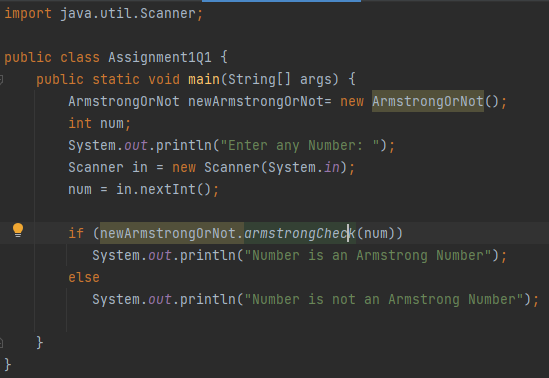 import java.util.Scanner;
public class Assignment1Q1 {
public static void main(String[] args) {
ArmstrongOrNot newArmstrongOrNot= new ArmstrongOrNot();
int num;
System.out.println("Enter any Number: ");
Scanner in = new Scanner(System.in);
num = in.nextInt();
if (newArmstrongOrNot.armstrongCheck(num))
System.out.println("Number is an Armstrong Number");
else
System.out.println("Number is not an Armstrong Number");
}
}